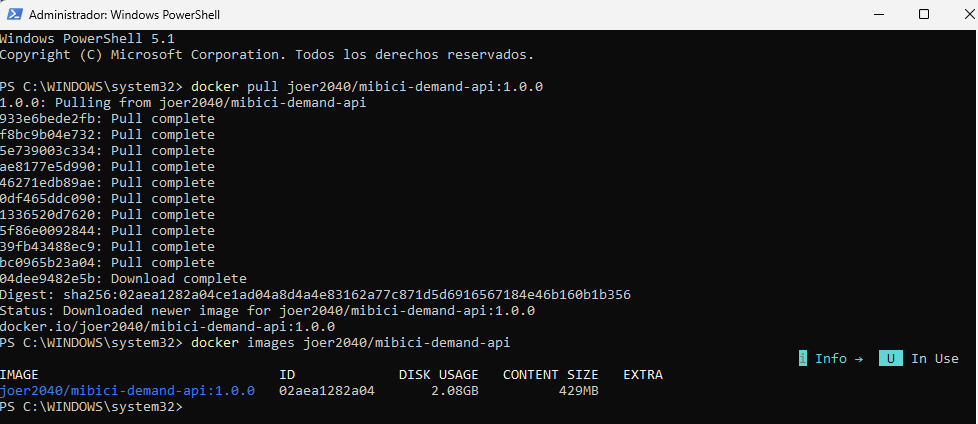 Administrador: Windows PowerShell
Windows PowerShell 5.1
Copyright (C) Microsoft Corporation. Todos los derechos reservados.
PS C:\WINDOWS\system32> docker pull joer2040/mibici-demand-api:1.0.0
1.0.0: Pulling from joer2040/mibici-demand-api
933e6bede2fb: Pull complete
f8bc9b04e732: Pull complete
5e739003c334: Pull complete
ae8177e5d990: Pull complete
46271edb89ae: Pull complete
0df465ddc090: Pull complete
1336520d7620: Pull complete
5f86e0092844: Pull complete
39fb43488ec9: Pull complete
bc0965b23a04: Pull complete
04dee9482e5b: Download complete
Digest: sha256:02aea1282a04ce1ad04a8d4a4e83162a77c871d5d6916567184e46b160b1b356
Status: Downloaded newer image for joer2040/mibici-demand-api:1.0.0
docker.io/joer2040/mibici-demand-api:1.0.0
PS C:\WINDOWS\system32> docker images joer2040/mibici-demand-api
i Info → U In Use
IMAGE ID DISK USAGE CONTENT SIZE EXTRA
joer2040/mibici-demand-api:1.0.0 02aea1282a04 2.08GB 429MB
PS C:\WINDOWS\system32>